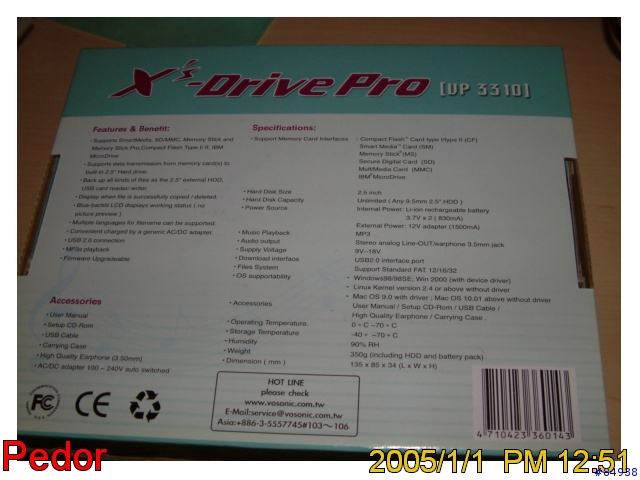 X's-Drive Pro [VP 3310]
Features & Benefit:
· Supports SmartMedia, SD/MMC, Memory Stick and
Memory Stick Pro,Compact Flash Type I/ II, IBM
MicroDrive
· Supports data transmission from memory card(s) to
built-in 2.5" Hard drive.
· Back up all kinds of files as the 2.5" external HDD,
USB card reader/ writer.
· Display when file is successfully copied / deleted.
· Blue-backlit LCD displays working status ( no
picture preview )
· Multiple languages for filename can be supported.
· Convenient charged by a generic AC/DC adapter.
· USB 2.0 connection
· MP3s playback
· Firmware Upgradeable
Accessories
· User Manual
· Setup CD-Rom
· USB Cable
· Carrying Case
· High Quality Earphone (3.50mm)
· AC/DC adapter 100 ~ 240V auto switched
Specifications:
· Support Memory Card Interfaces : Compact Flash™ Card type I/type II (CF)
Smart Media™ Card (SM)
Memory Stick®(MS)
Secure Digital Card (SD)
MultiMedia Card (MMC)
IBM®MicroDrive
· Hard Disk Size 2.5 inch
· Hard Disk Capacity Unlimited ( Any 9.5mm 2.5" HDD )
· Power Source Internal Power: Li-ion rechargeable battery
3.7V x 2 ( 830mA)
External Power: 12V adapter (1500mA)
· Music Playback MP3
· Audio output Stereo analog Line-OUT/earphone 3.5mm jack
· Supply Voltage 9V~18V
· Download interface USB2.0 interface port
· Files System Support Standard FAT 12/16/32
· OS supportability • Windows98/98SE, Win 2000 (with device driver)
• Linux Kernel version 2.4 or above without driver
• Mac OS 9.0 with driver ; Mac OS 10.01 above without driver
· Accessories User Manual / Setup CD-Rom / USB Cable /
High Quality Earphone / Carrying Case .
· Operating Temperature. 0 ° C ~70 ° C
· Storage Temperature -40 ° ~70 ° C
· Humidity 90% RH
· Weight 350g (including HDD and battery pack)
· Dimension ( mm ) 135 x 85 x 34 (L x W x H)
HOT LINE
please check
www.vosonic.com.tw
E-Mail:service@vosonic.com.tw
Asia:+886-3-5557745#103~106
FC
CE
4 710423 360143
Pedor
2005/1/1 PM 12:51
#64938